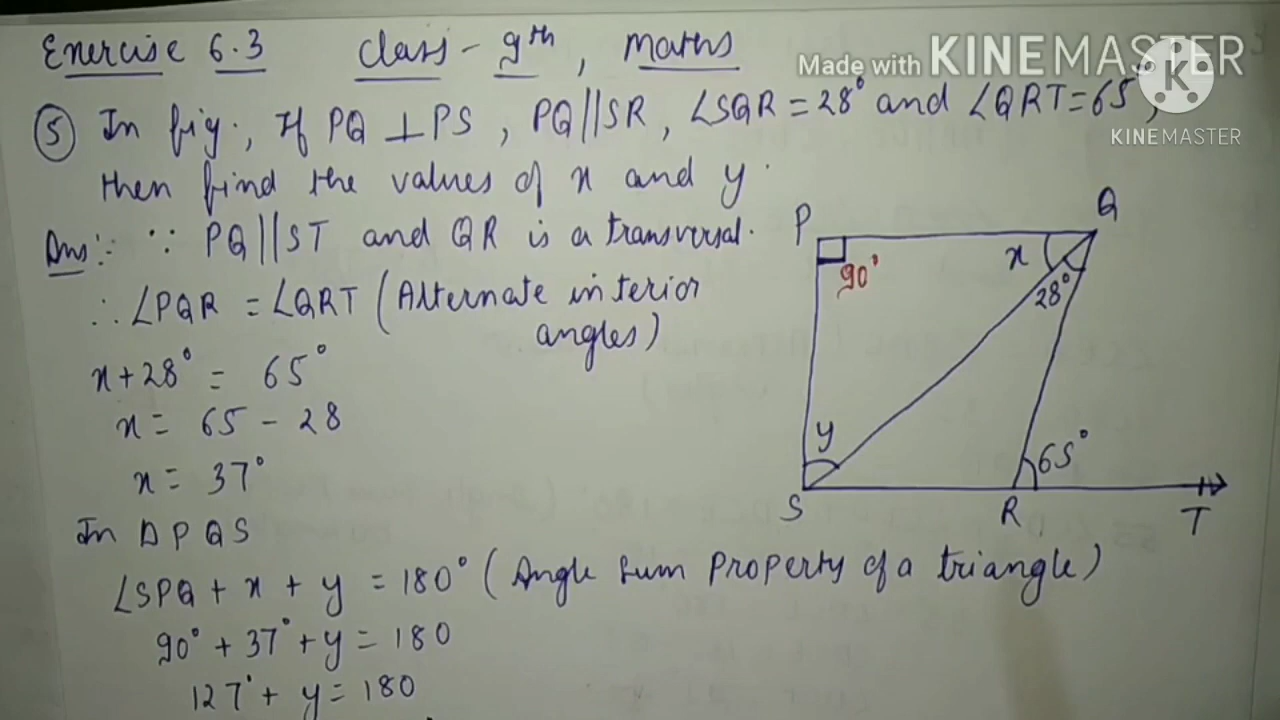 Exercise 6.3 Class - 9th, Maths
Made with KINEMASTER
K
KINEMASTER
(5) In fig., If PQ ⊥ PS, PQ||SR, ∠SQR = 28° and ∠QRT = 65°,
then find the values of x and y.
Ans:- ∵ PQ||ST and QR is a transversal.
∴ ∠PQR = ∠QRT (Alternate interior
angles)
x + 28° = 65°
x = 65 - 28
x = 37°
In Δ PQS
∠SPQ + x + y = 180° (Angle Sum Property of a triangle)
90° + 37° + y = 180
127° + y = 180
P
Q
90°
x
28°
y
65°
S
R
T